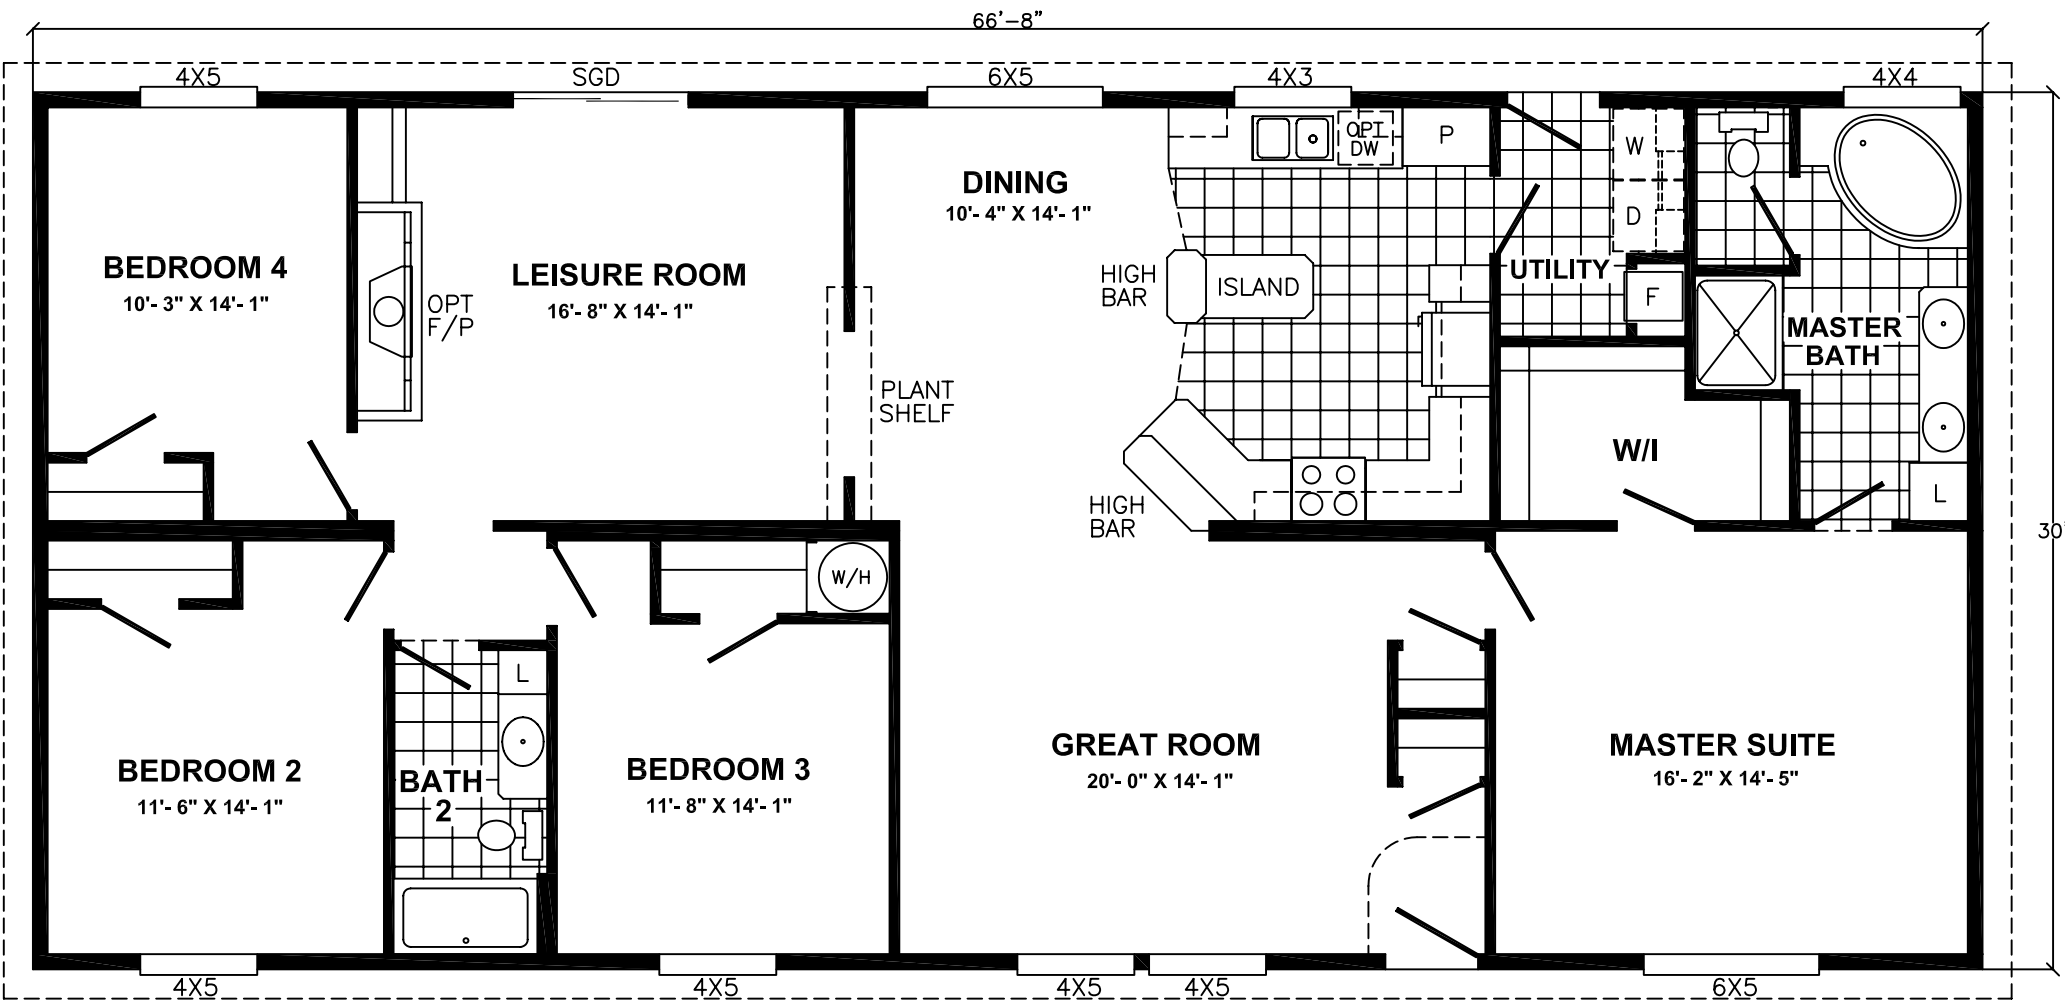 66'-8"
4X5
SGD
6X5
4X3
4X4
OPT
DW
P
W
D
DINING
10'- 4" X 14'- 1"
BEDROOM 4
10'- 3" X 14'- 1"
LEISURE ROOM
16'- 8" X 14'- 1"
OPT
F/P
HIGH
BAR
ISLAND
UTILITY
F
MASTER
BATH
PLANT
SHELF
W/I
L
HIGH
BAR
30'
W/H
L
BEDROOM 2
11'- 6" X 14'- 1"
BATH
2
BEDROOM 3
11'- 8" X 14'- 1"
GREAT ROOM
20'- 0" X 14'- 1"
MASTER SUITE
16'- 2" X 14'- 5"
4X5
4X5
4X5
4X5
6X5